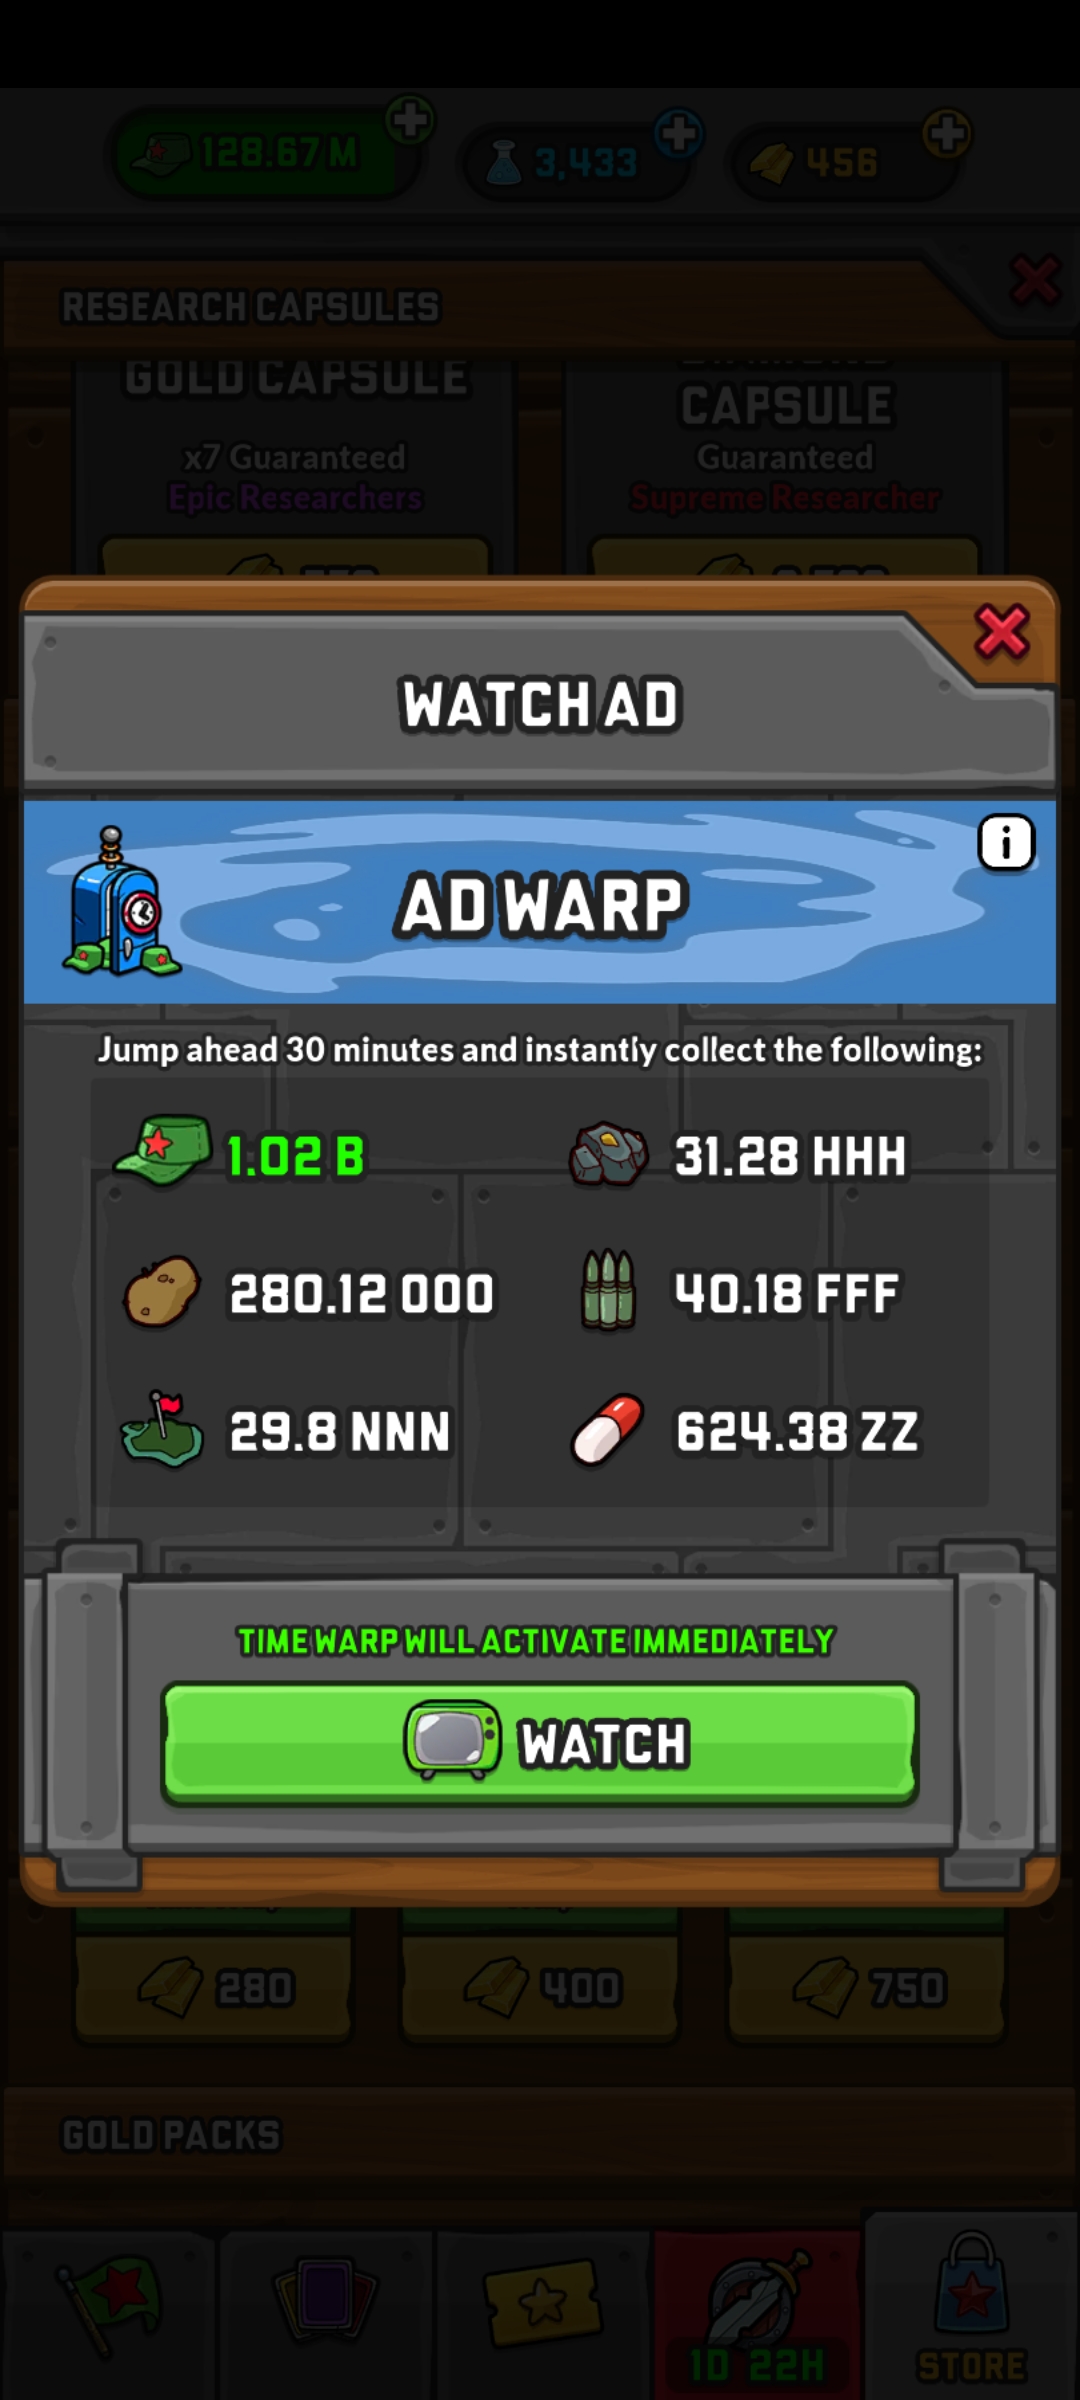 128.67 M
3,433
456
RESEARCH CAPSULES
GOLD CAPSULE
CAPSULE
x7 Guaranteed
Epic Researchers
Guaranteed
Supreme Researcher
WATCH AD
AD WARP
i
Jump ahead 30 minutes and instantly collect the following:
1.02 B
31.28 HHH
280.12 OOO
40.18 FFF
29.8 NNN
624.38 ZZ
TIME WARP WILL ACTIVATE IMMEDIATELY
WATCH
280
400
750
GOLD PACKS
1D 22H
STORE